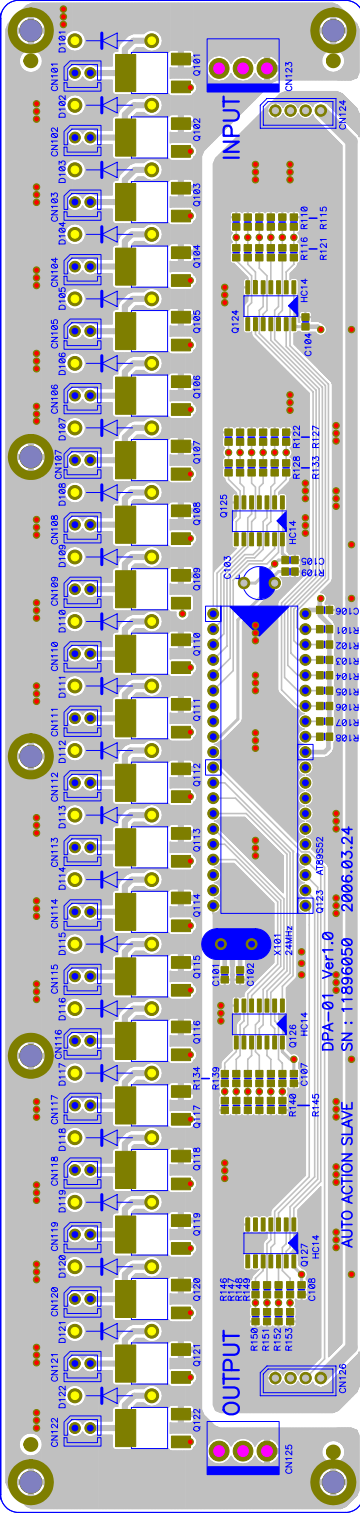 D101
CN101
Q101
D102
CN102
Q102
D103
CN103
Q103
D104
CN104
Q104
D105
CN105
Q105
D106
CN106
Q106
D107
CN107
Q107
D108
CN108
Q108
D109
CN109
Q109
D110
CN110
Q110
D111
CN111
Q111
D112
CN112
Q112
D113
CN113
Q113
D114
CN114
Q114
D115
CN115
Q115
D116
CN116
Q116
D117
CN117
Q117
D118
CN118
Q118
D119
CN119
Q119
D120
CN120
Q120
D121
CN121
Q121
D122
CN122
Q122
CN123
INPUT
CN124
R110 R115
R116 R121
Q124
HC14
C104
R122 R127
R128 R133
Q125
HC14
C103
C105
R109
C106
R101
R102
R103
R104
R105
R106
R107
R108
AT89S52
Q123
X101
24MHz
C101
C102
DPA-01 Ver1.0
SN : 11896050 2006.03.24
Q126
HC14
C107
R134 R139
R140 R145
AUTO ACTION SLAVE
Q127
HC14
C108
R146
R147
R148
R149
R150
R151
R152
R153
OUTPUT
CN125
CN126